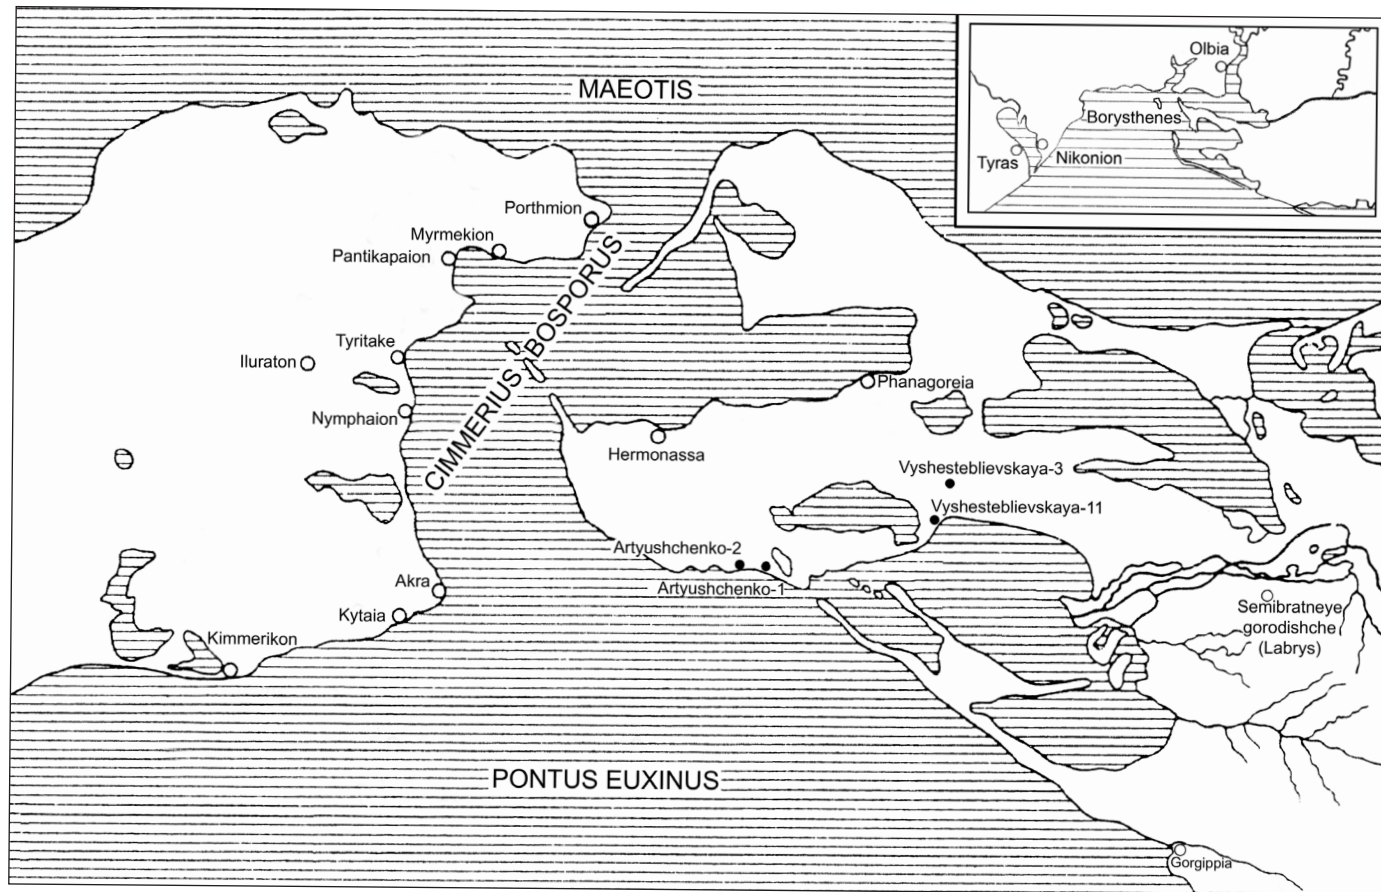 MAEOTIS
Olbia
Borysthenes
Tyras
Nikonion
Porthmion
Myrmekion
Pantikapaion
CIMMERIUS BOSPORUS
Tyritake
Iluraton
Phanagoreia
Nymphaion
Hermonassa
Vyshesteblievskaya-3
Vyshesteblievskaya-11
Artyushchenko-2
Artyushchenko-1
Akra
Kytaia
Kimmerikon
Semibratneye
gorodishche
(Labrys)
PONTUS EUXINUS
Gorgippia